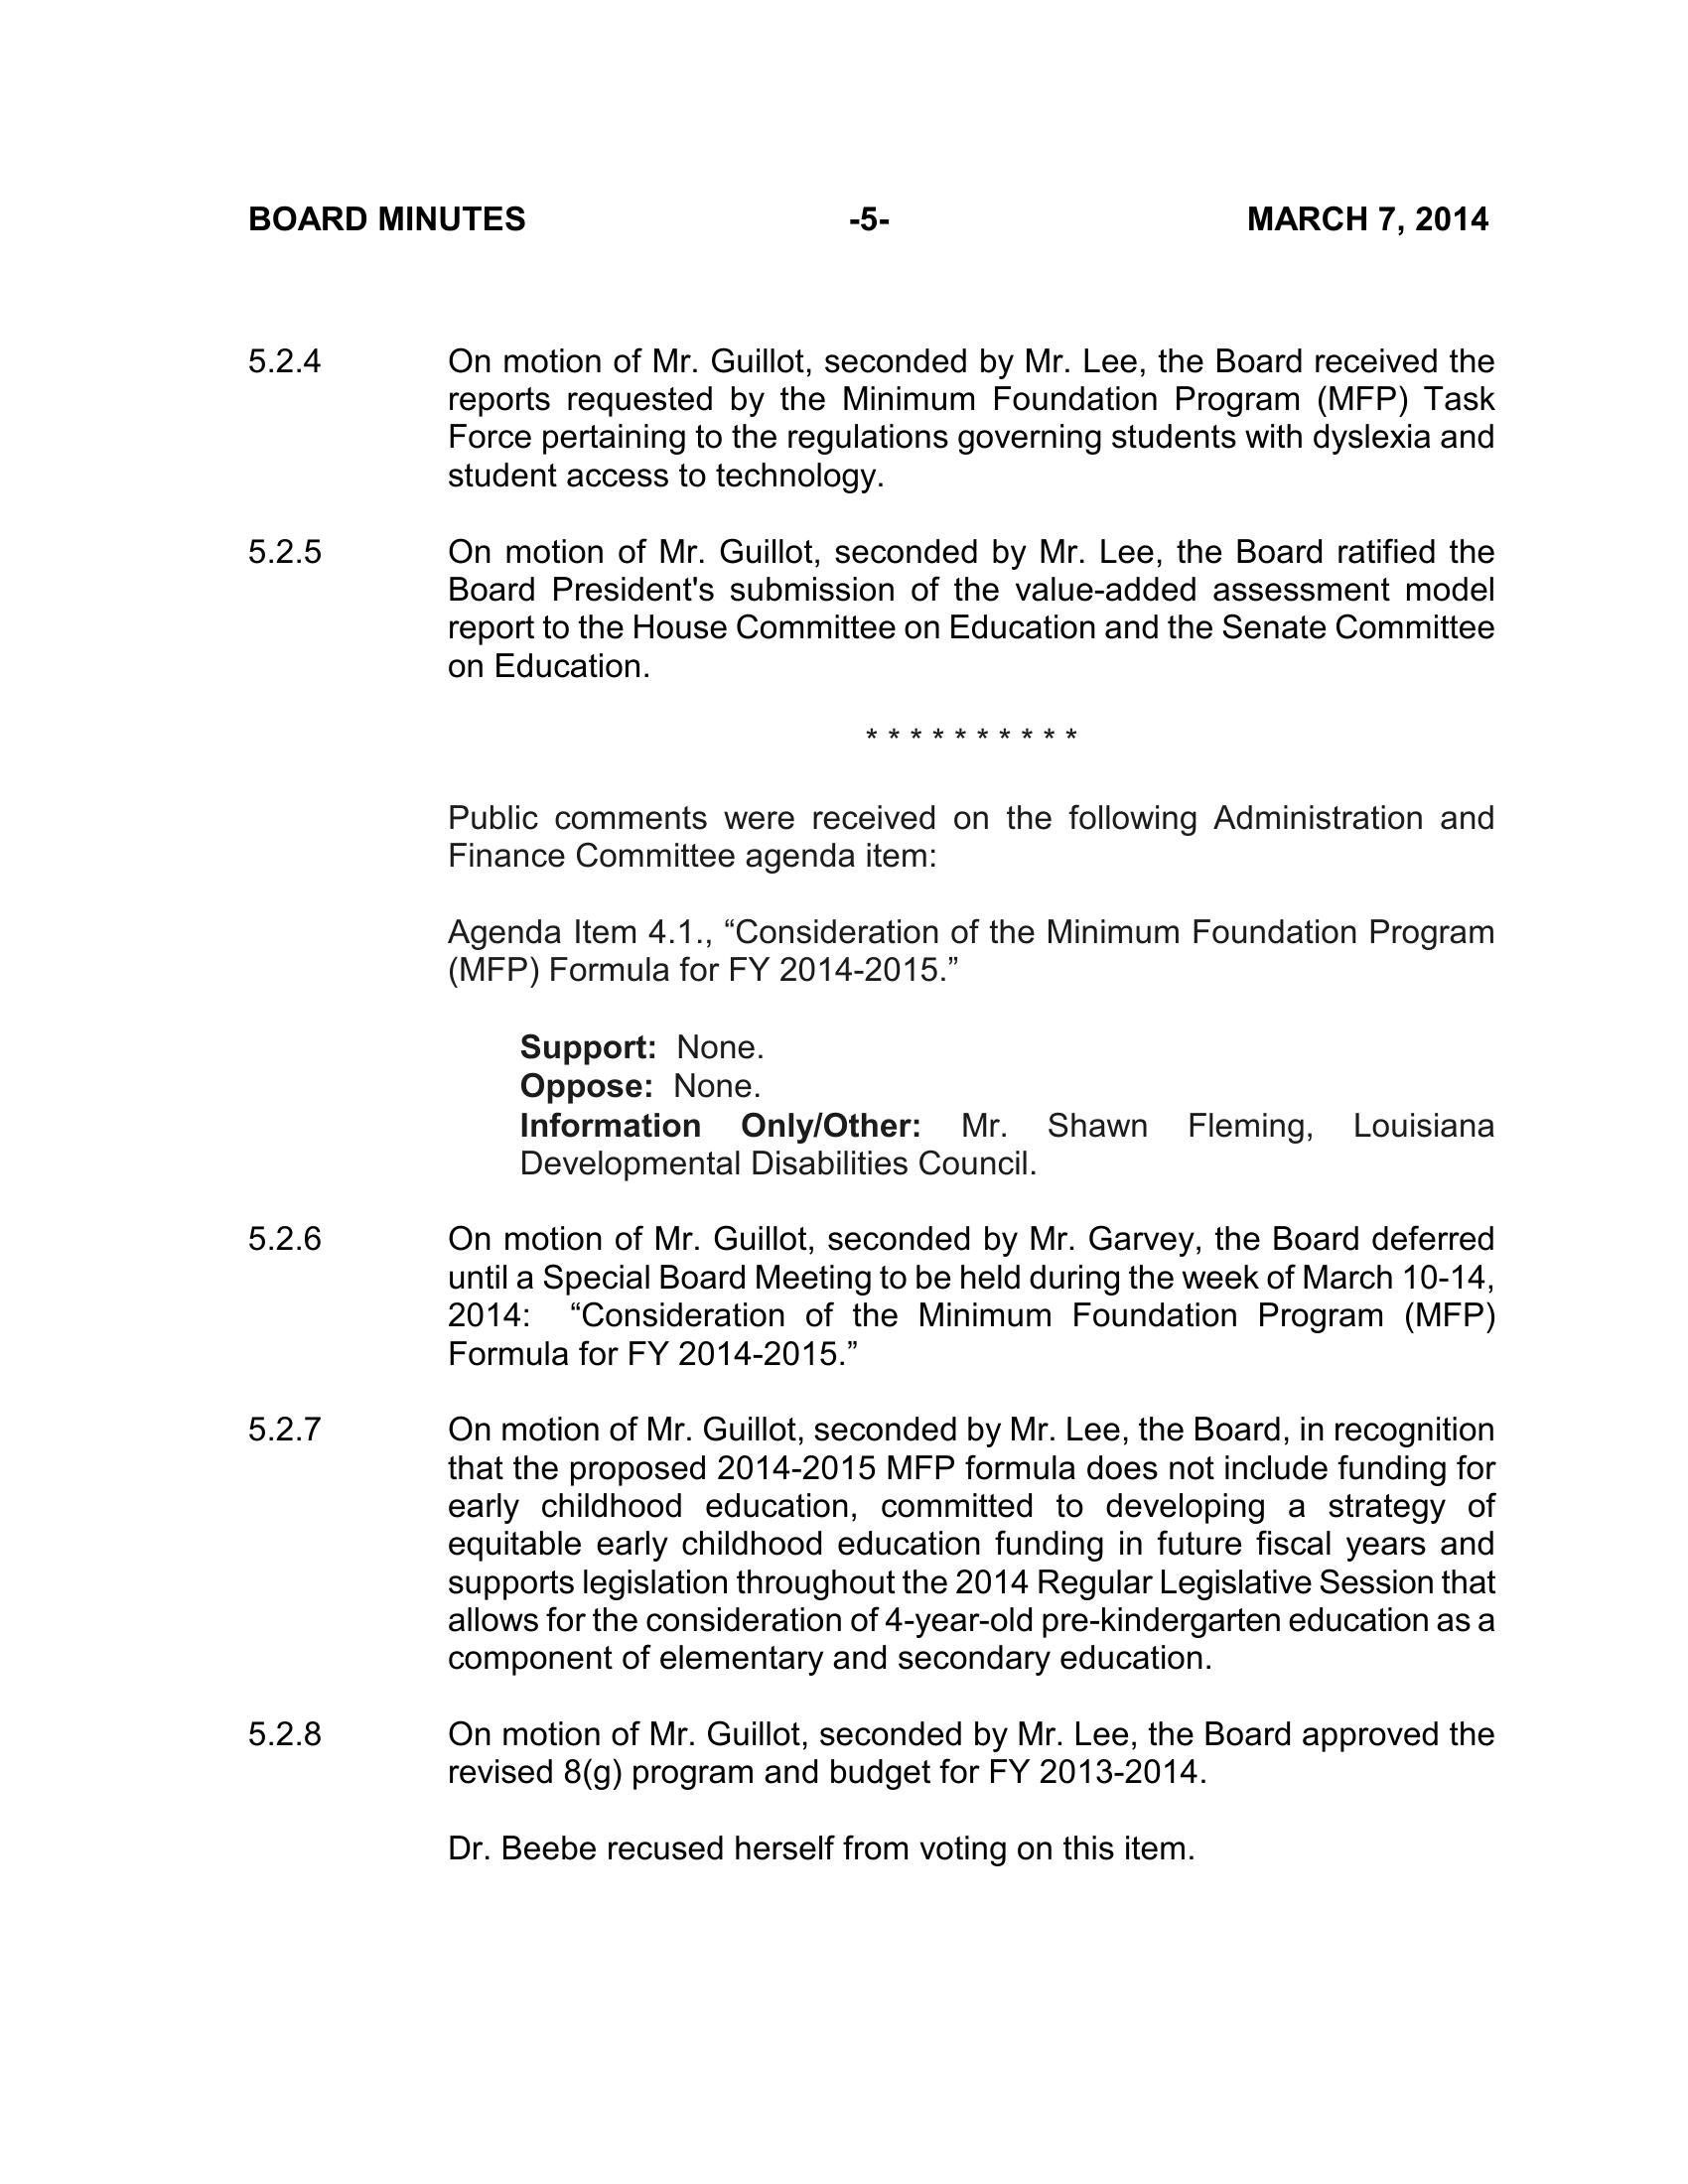 BOARD MINUTES -5- MARCH 7, 2014
5.2.4 On motion of Mr. Guillot, seconded by Mr. Lee, the Board received the
reports requested by the Minimum Foundation Program (MFP) Task
Force pertaining to the regulations governing students with dyslexia and
student access to technology.
5.2.5 On motion of Mr. Guillot, seconded by Mr. Lee, the Board ratified the
Board President's submission of the value-added assessment model
report to the House Committee on Education and the Senate Committee
on Education.
* * * * * * * * * *
Public comments were received on the following Administration and
Finance Committee agenda item:
Agenda Item 4.1., “Consideration of the Minimum Foundation Program
(MFP) Formula for FY 2014-2015.”
Support: None.
Oppose: None.
Information Only/Other: Mr. Shawn Fleming, Louisiana
Developmental Disabilities Council.
5.2.6 On motion of Mr. Guillot, seconded by Mr. Garvey, the Board deferred
until a Special Board Meeting to be held during the week of March 10-14,
2014: “Consideration of the Minimum Foundation Program (MFP)
Formula for FY 2014-2015.”
5.2.7 On motion of Mr. Guillot, seconded by Mr. Lee, the Board, in recognition
that the proposed 2014-2015 MFP formula does not include funding for
early childhood education, committed to developing a strategy of
equitable early childhood education funding in future fiscal years and
supports legislation throughout the 2014 Regular Legislative Session that
allows for the consideration of 4-year-old pre-kindergarten education as a
component of elementary and secondary education.
5.2.8 On motion of Mr. Guillot, seconded by Mr. Lee, the Board approved the
revised 8(g) program and budget for FY 2013-2014.
Dr. Beebe recused herself from voting on this item.